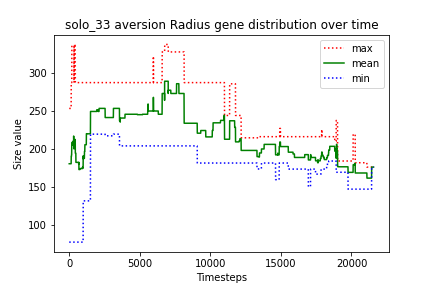 solo_33 aversion Radius gene distribution over time
max
mean
min
Size value
300
250
200
150
100
0
5000
10000
15000
20000
Timesteps